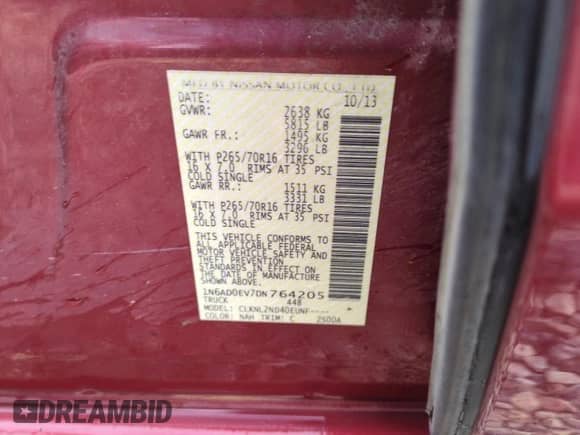 MFD BY NISSAN MOTOR CO., LTD.
DATE: 10/13
GVWR: 2638 KG
5815 LB
GAWR FR.: 1495 KG
3296 LB
WITH P265/70R16 TIRES
16 X 7.0 RIMS AT 35 PSI
COLD SINGLE
GAWR RR.: 1511 KG
3331 LB
WITH P265/70R16 TIRES
16 X 7.0 RIMS AT 35 PSI
COLD SINGLE
THIS VEHICLE CONFORMS TO
ALL APPLICABLE FEDERAL
MOTOR VEHICLE SAFETY AND
THEFT PREVENTION
STANDARDS IN EFFECT ON THE
DATE OF MANUFACTURE
SHOWN ABOVE.
1N6AD0EV7DN764205
TRUCK 448
COLOR: NAH TRIM: C 2500A
DREAMBID